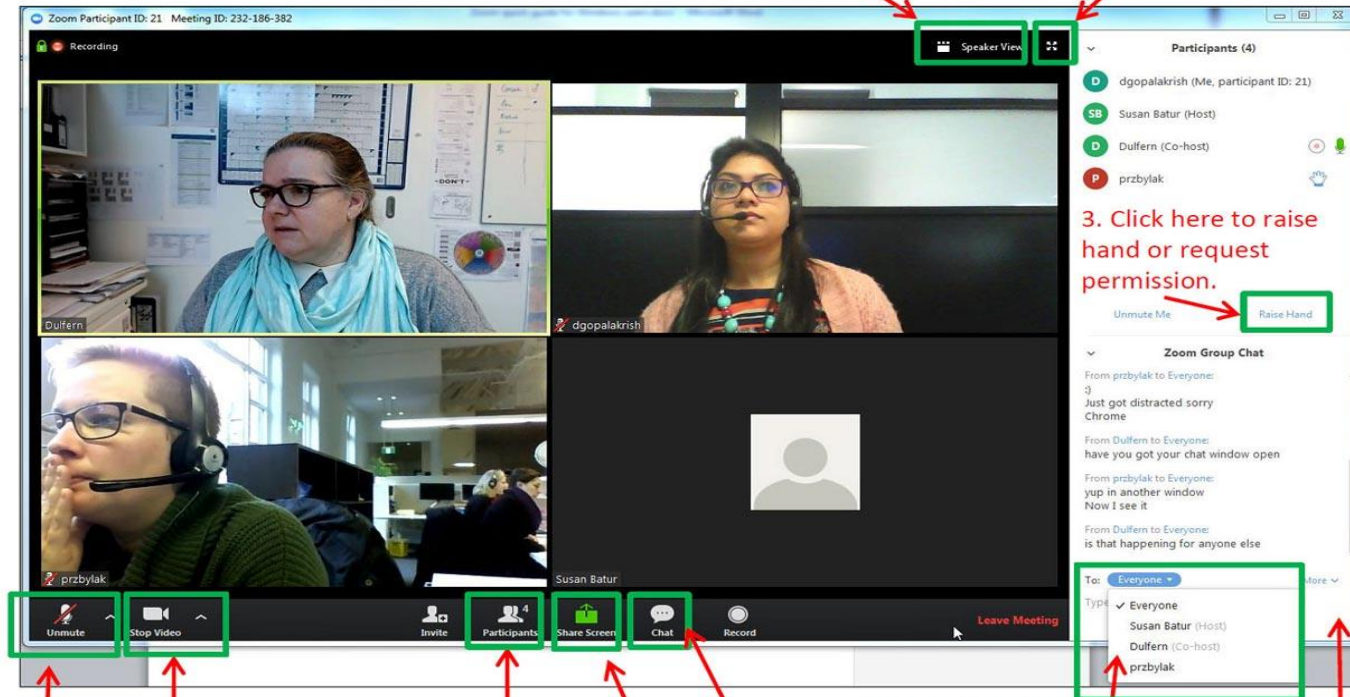 Zoom Participant ID: 21 Meeting ID: 232-186-382
Recording
Speaker View
Dulfern
dgopalakrish
przbylak
Susan Batur
Unmute
Stop Video
Invite
Participants
4
Share Screen
Chat
Record
Leave Meeting
Participants (4)
D dgopalakrish (Me, participant ID: 21)
SB Susan Batur (Host)
D Dulfern (Co-host)
P przbylak
3. Click here to raise
hand or request
permission.
Unmute Me
Raise Hand
Zoom Group Chat
From przbylak to Everyone:
:)
Just got distracted sorry
Chrome
From Dulfern to Everyone:
have you got your chat window open
From przbylak to Everyone:
yup in another window
Now I see it
From Dulfern to Everyone:
is that happening for anyone else
To: Everyone
More
Type
Everyone
Susan Batur (Host)
Dulfern (Co-host)
przbylak